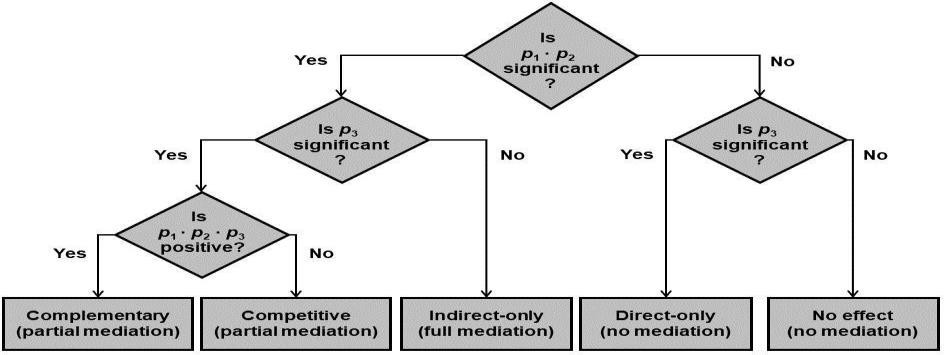 Is
p₁ · p₂
significant
?
Yes
No
Is p₃
significant
?
Is p₃
significant
?
Yes
No
Yes
No
Is
p₁ · p₂ · p₃
positive?
Yes
No
Complementary
(partial mediation)
Competitive
(partial mediation)
Indirect-only
(full mediation)
Direct-only
(no mediation)
No effect
(no mediation)